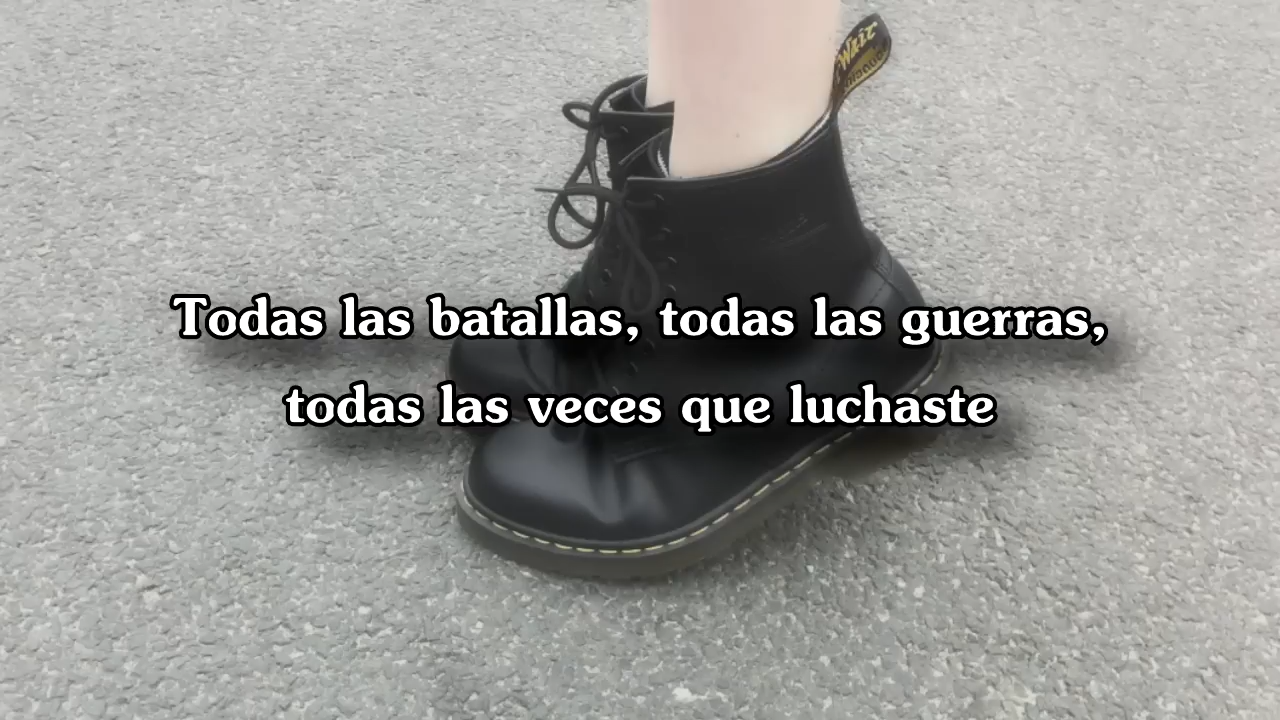 Todas las batallas, todas las guerras,
todas las veces que luchaste